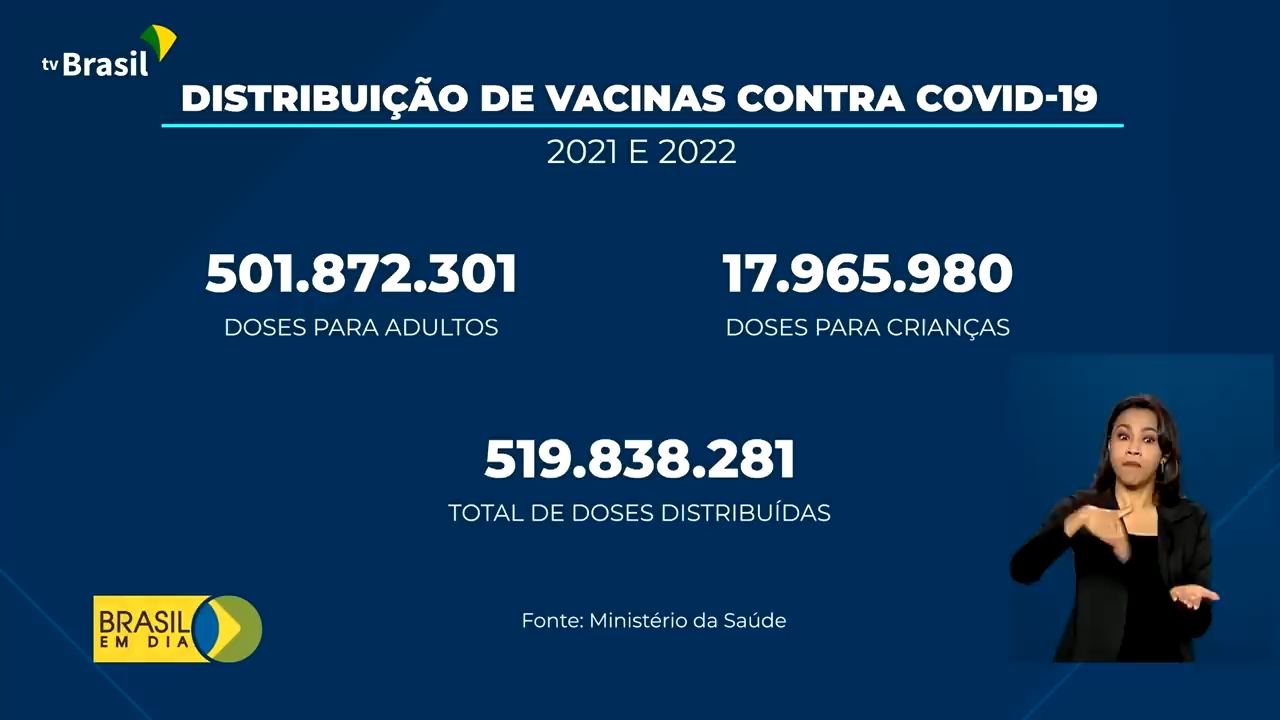 tv Brasil
DISTRIBUIÇÃO DE VACINAS CONTRA COVID-19
2021 E 2022
501.872.301
DOSES PARA ADULTOS
17.965.980
DOSES PARA CRIANÇAS
519.838.281
TOTAL DE DOSES DISTRIBUÍDAS
BRASIL
EM DIA
Fonte: Ministério da Saúde